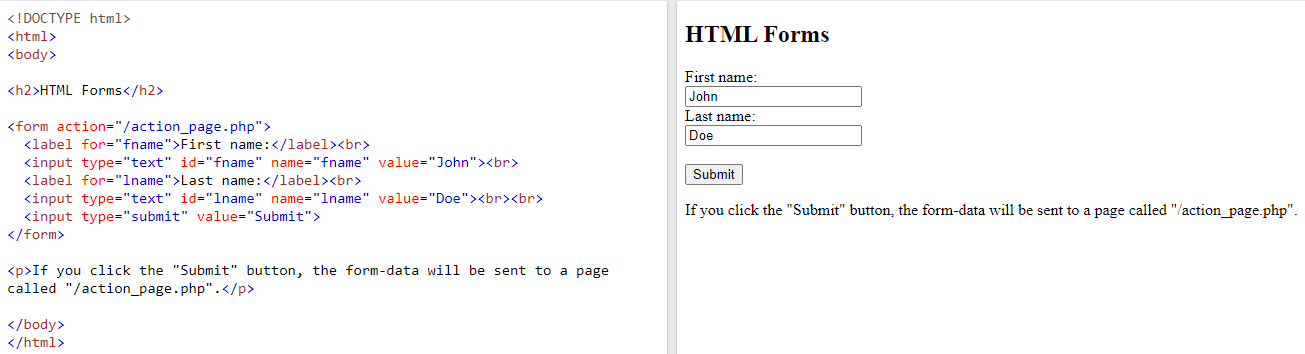 <!DOCTYPE html>
<html>
<body>
<h2>HTML Forms</h2>
<form action="/action_page.php">
  <label for="fname">First name:</label><br>
  <input type="text" id="fname" name="fname" value="John"><br>
  <label for="lname">Last name:</label><br>
  <input type="text" id="lname" name="lname" value="Doe"><br><br>
  <input type="submit" value="Submit">
</form>
<p>If you click the "Submit" button, the form-data will be sent to a page
called "/action_page.php".</p>
</body>
</html>
HTML Forms
First name:
John
Last name:
Doe
Submit
If you click the "Submit" button, the form-data will be sent to a page called "/action_page.php".